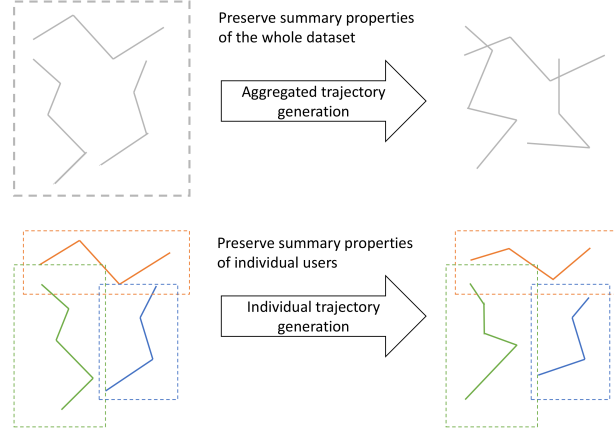 Preserve summary properties
of the whole dataset
Aggregated trajectory
generation
Preserve summary properties
of individual users
Individual trajectory
generation